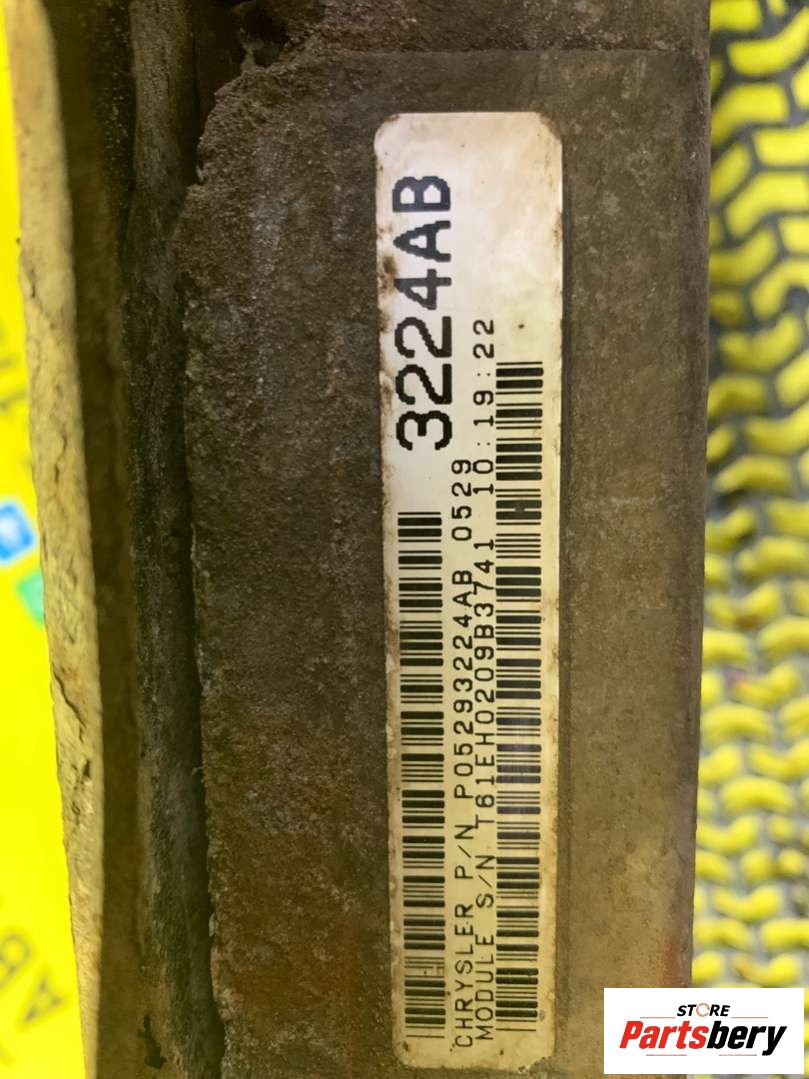 3224AB
CHRYSLER P/N P05293224AB 0529
MODULE S/N T61EH0209B3741 10:19:22
STORE
Partsbery